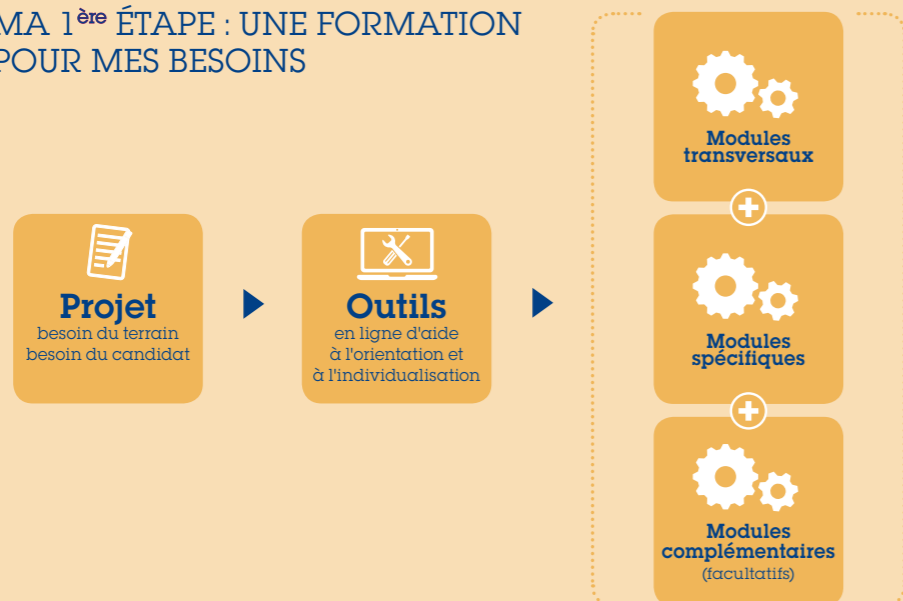 MA 1ère ÉTAPE : UNE FORMATION
POUR MES BESOINS
Projet
besoin du terrain
besoin du candidat
Outils
en ligne d'aide
à l'orientation et
à l'individualisation
Modules
transversaux
Modules
spécifiques
Modules
complémentaires
(facultatifs)